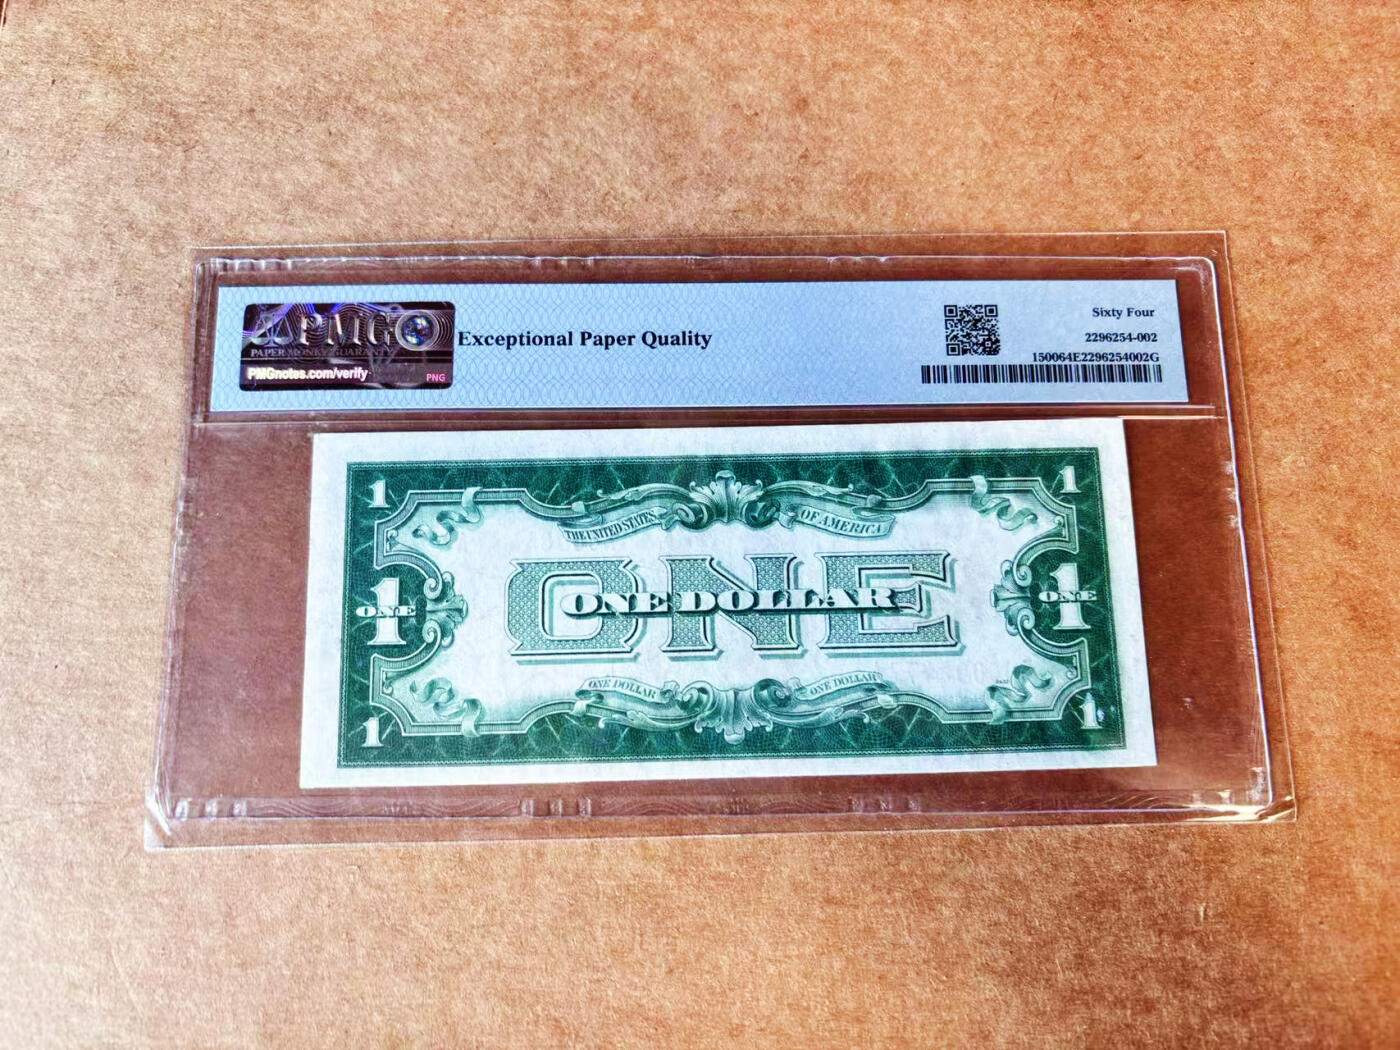 PMG
PAPER MONEY GUARANTY
PMGnotes.com/verify
PNG
Exceptional Paper Quality
Sixty Four
2296254-002
150064E2296254002G
1
1
THE UNITED STATES
OF AMERICA
1
ONE
ONE
ONE DOLLAR
1
ONE
ONE DOLLAR
ONE DOLLAR
1
1